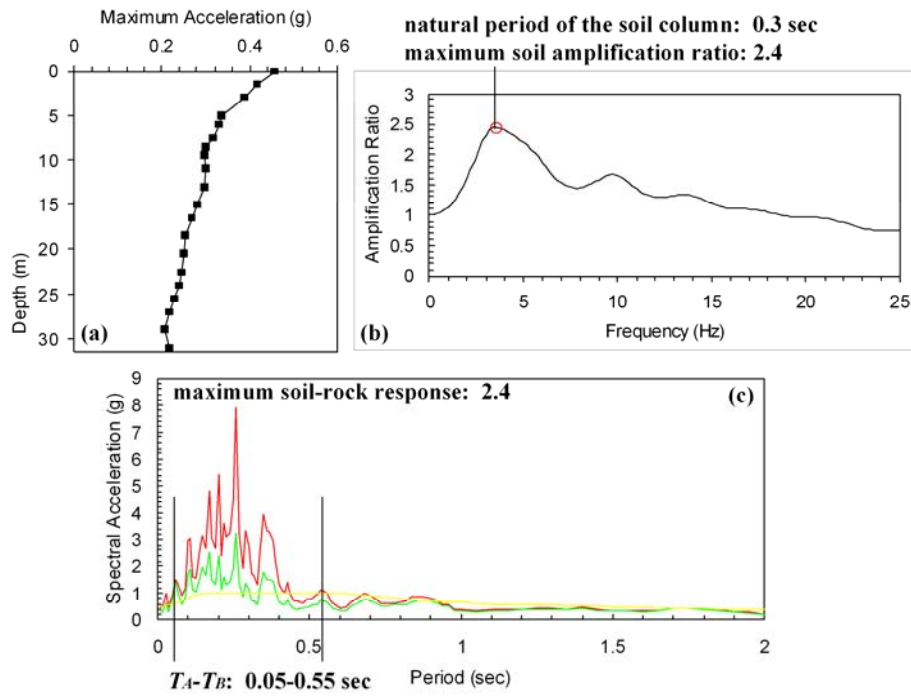 Maximum Acceleration (g)
0 0.2 0.4 0.6
natural period of the soil column: 0.3 sec
maximum soil amplification ratio: 2.4
0
5
10
15
20
25
30
Depth (m)
(a)
3
2.5
2
1.5
1
0.5
0
Amplification Ratio
0 5 10 15 20 25
(b)
Frequency (Hz)
maximum soil-rock response: 2.4
(c)
9
8
7
6
5
4
3
2
1
0
Spectral Acceleration (g)
0 0.5 1 1.5 2
Period (sec)
TA-TB: 0.05-0.55 sec